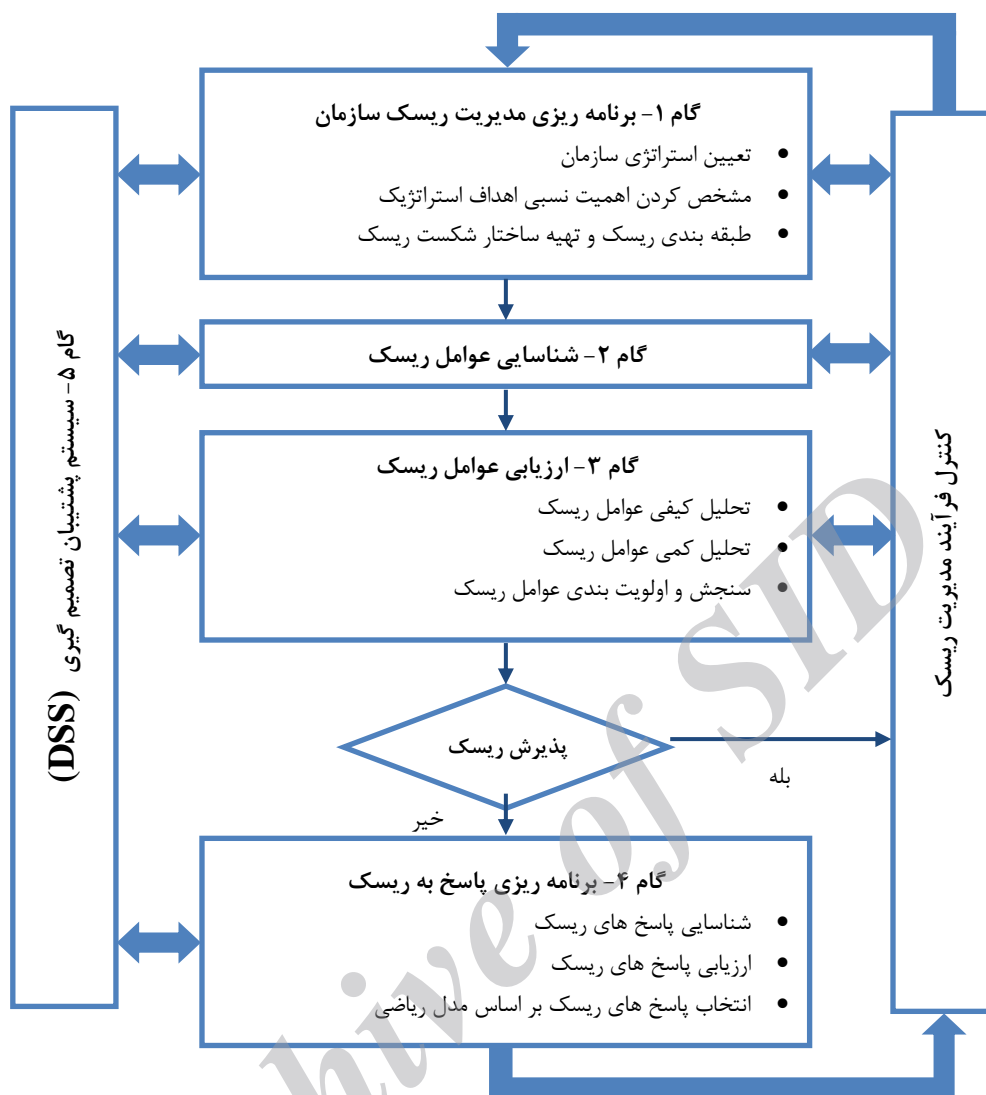 گام ۱- برنامه ریزی مدیریت ریسک سازمان
• تعیین استراتژی سازمان
• مشخص کردن اهمیت نسبی اهداف استراتژیک
• طبقه بندی ریسک و تهیه ساختار شکست ریسک
گام ۲- شناسایی عوامل ریسک
گام ۳- ارزیابی عوامل ریسک
• تحلیل کیفی عوامل ریسک
• تحلیل کمی عوامل ریسک
• سنجش و اولویت بندی عوامل ریسک
پذیرش ریسک
بله
خیر
گام ۴- برنامه ریزی پاسخ به ریسک
• شناسایی پاسخ های ریسک
• ارزیابی پاسخ های ریسک
• انتخاب پاسخ های ریسک بر اساس مدل ریاضی
کنترل فرآیند مدیریت ریسک
گام ۵- سیستم پشتیبان تصمیم گیری
(DSS)
hive of SID